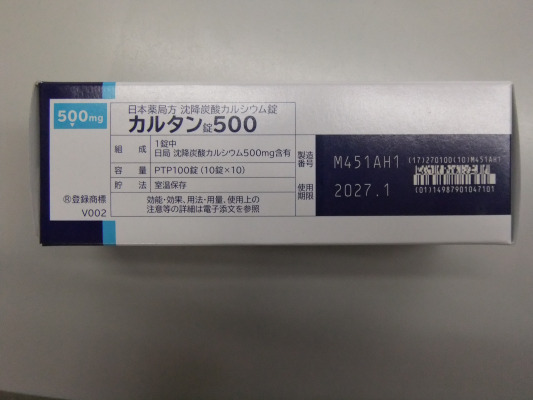 500mg
日本薬局方 沈降炭酸カルシウム錠
カルタン錠500
組成
1錠中
日局 沈降炭酸カルシウム500mg含有
容量
PTP100錠(10錠×10)
貯法
室温保存
効能・効果、用法・用量、使用上の
注意等の詳細は電子添文を参照
®登録商標
V002
製造番号
M451AH1
使用期限
2027.1
(17)270100(10)M451AH1
(01)14987901047101